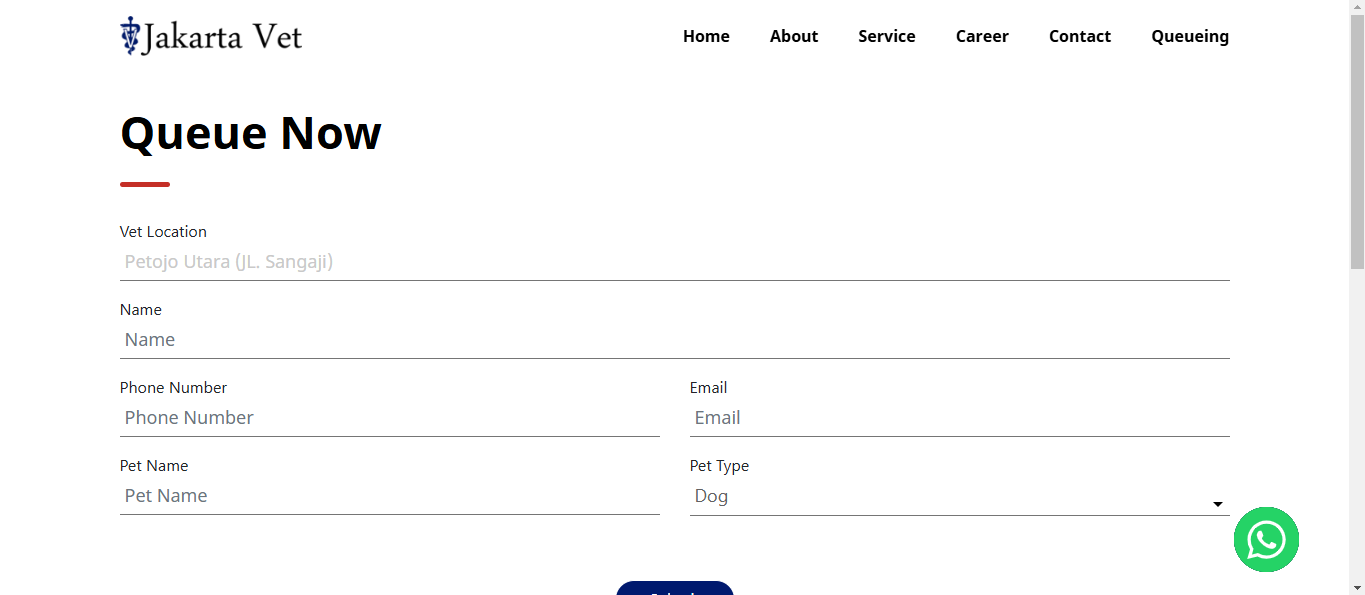 Jakarta Vet
Home About Service Career Contact Queueing
Queue Now
Vet Location
Petojo Utara (JL. Sangaji)
Name
Name
Phone Number Email
Phone Number Email
Pet Name Pet Type
Pet Name Dog